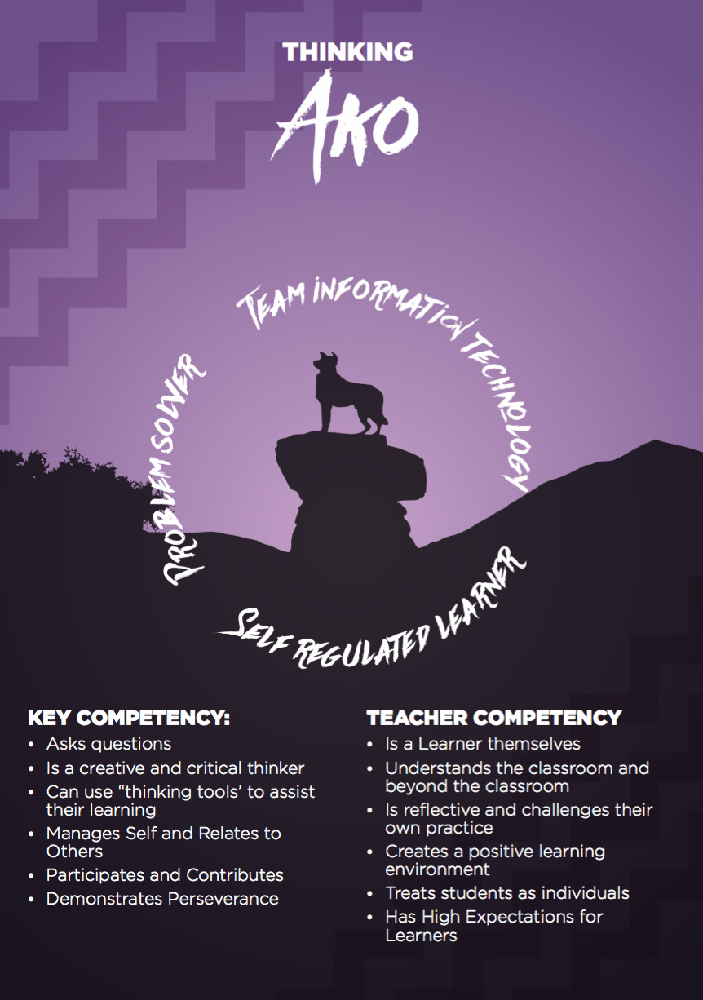 THINKING
AKO
TEAM INFORMATION TECHNOLOGY
PROBLEM SOLVER
SELF REGULATED LEARNER
KEY COMPETENCY:
• Asks questions
• Is a creative and critical thinker
• Can use “thinking tools’ to assist
their learning
• Manages Self and Relates to
Others
• Participates and Contributes
• Demonstrates Perseverance
TEACHER COMPETENCY
• Is a Learner themselves
• Understands the classroom and
beyond the classroom
• Is reflective and challenges their
own practice
• Creates a positive learning
environment
• Treats students as individuals
• Has High Expectations for
Learners